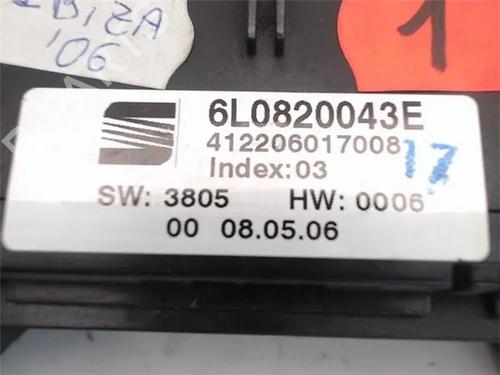 IBIZA
'06
1
6L0820043E
412206017008
17
Index:03
SW: 3805 HW: 0006
00 08.05.06